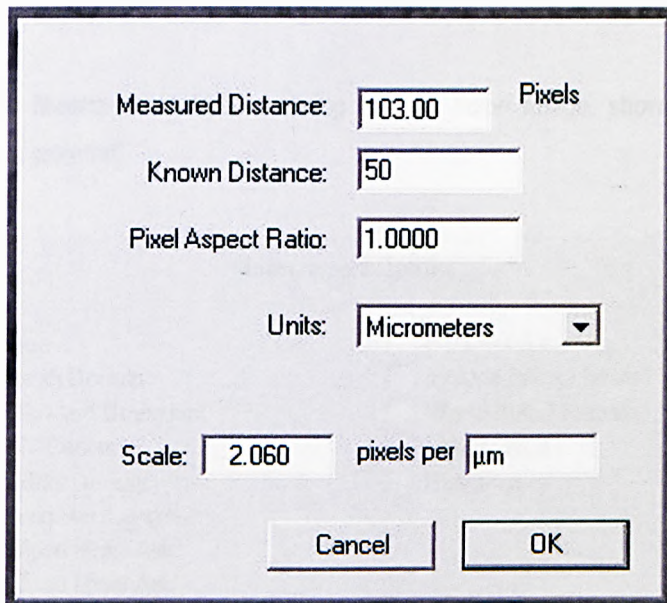 Measured Distance: 103.00 Pixels
Known Distance: 50
Pixel Aspect Ratio: 1.0000
Units: Micrometers
Scale: 2.060 pixels per µm
Cancel OK